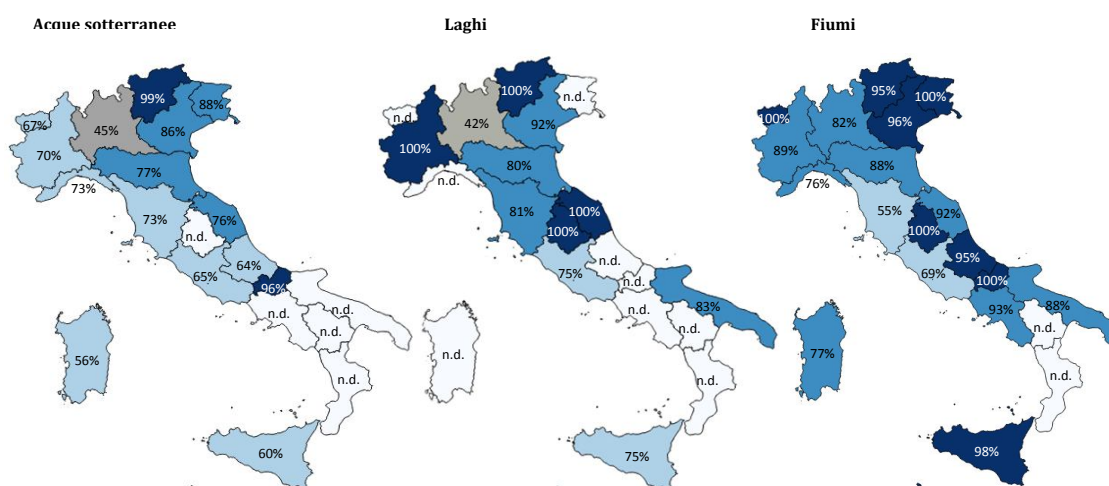 Acque sotterranee
Laghi
Fiumi
99%
88%
67%
45%
86%
70%
77%
73%
73%
76%
n.d.
64%
65%
96%
n.d.
n.d.
n.d.
56%
n.d.
60%
100%
n.d.
n.d.
42%
92%
100%
80%
n.d.
81%
100%
100%
n.d.
75%
n.d.
83%
n.d.
n.d.
n.d.
n.d.
75%
95%
100%
100%
82%
96%
89%
88%
76%
55%
92%
100%
95%
69%
100%
88%
93%
n.d.
77%
n.d.
98%